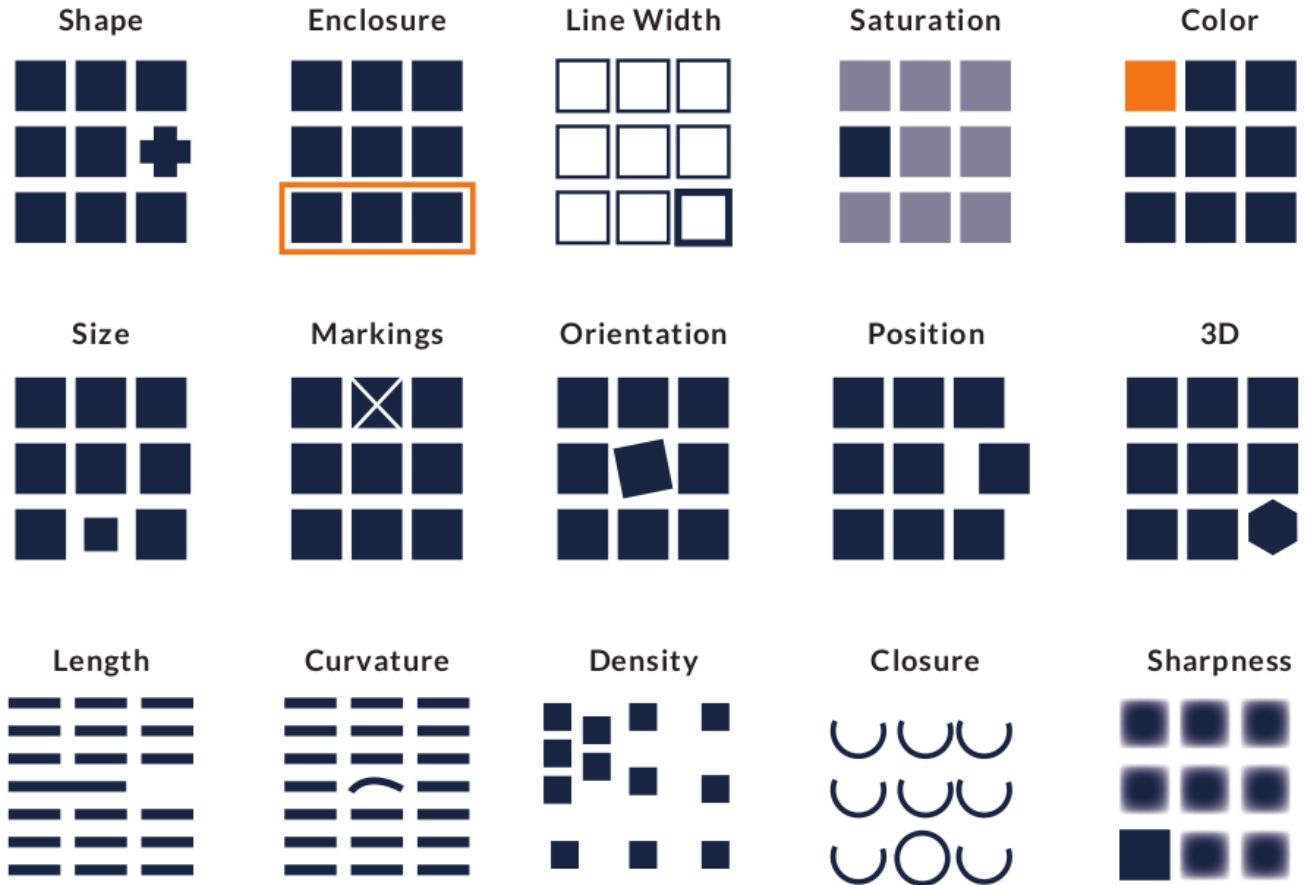 Shape
Enclosure
Line Width
Saturation
Color
Size
Markings
Orientation
Position
3D
Length
Curvature
Density
Closure
Sharpness